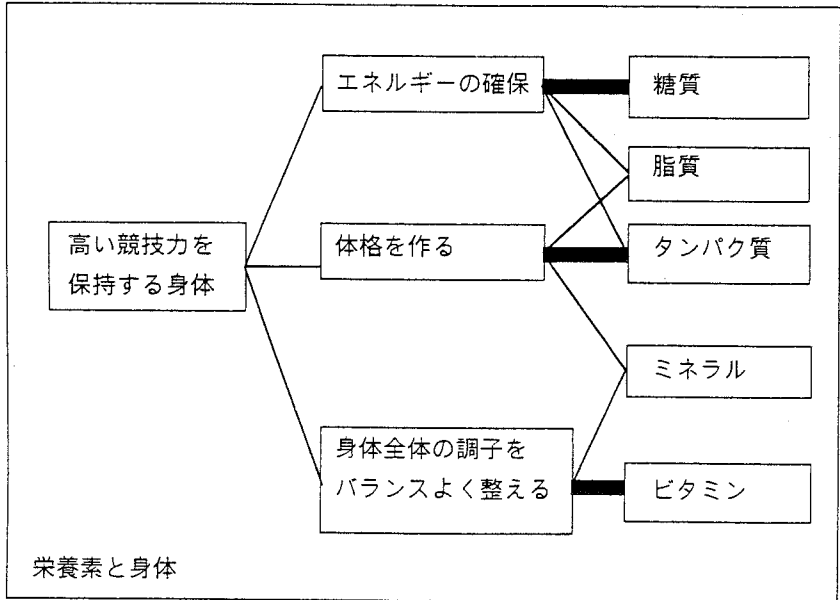 エネルギーの確保
糖質
脂質
高い競技力を
保持する身体
体格を作る
タンパク質
ミネラル
身体全体の調子を
バランスよく整える
ビタミン
栄養素と身体